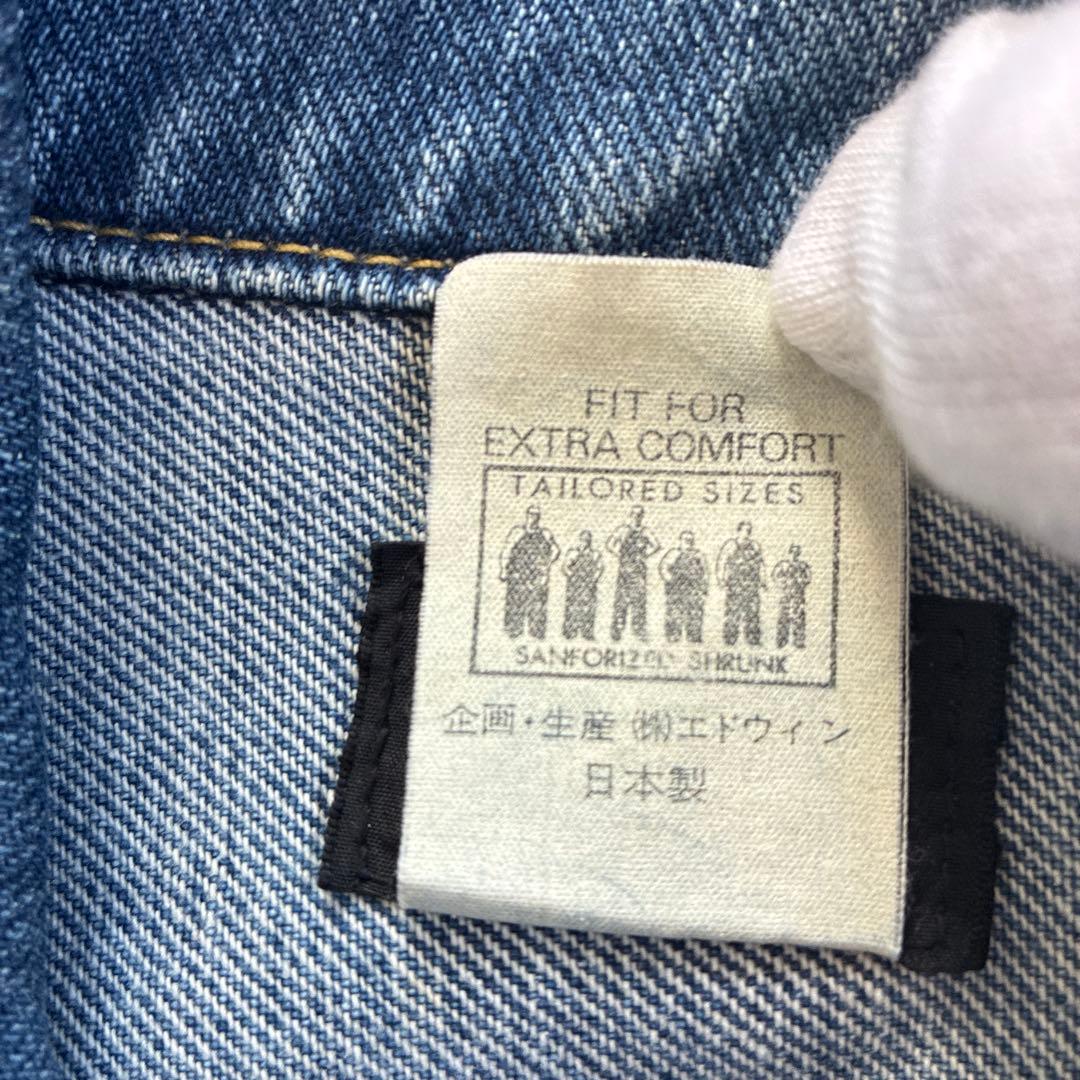 FIT FOR
EXTRA COMFORT
TAILORED SIZES
SANFORIZED SHRUNK
企画・生産 ㈱エドウィン
日本製